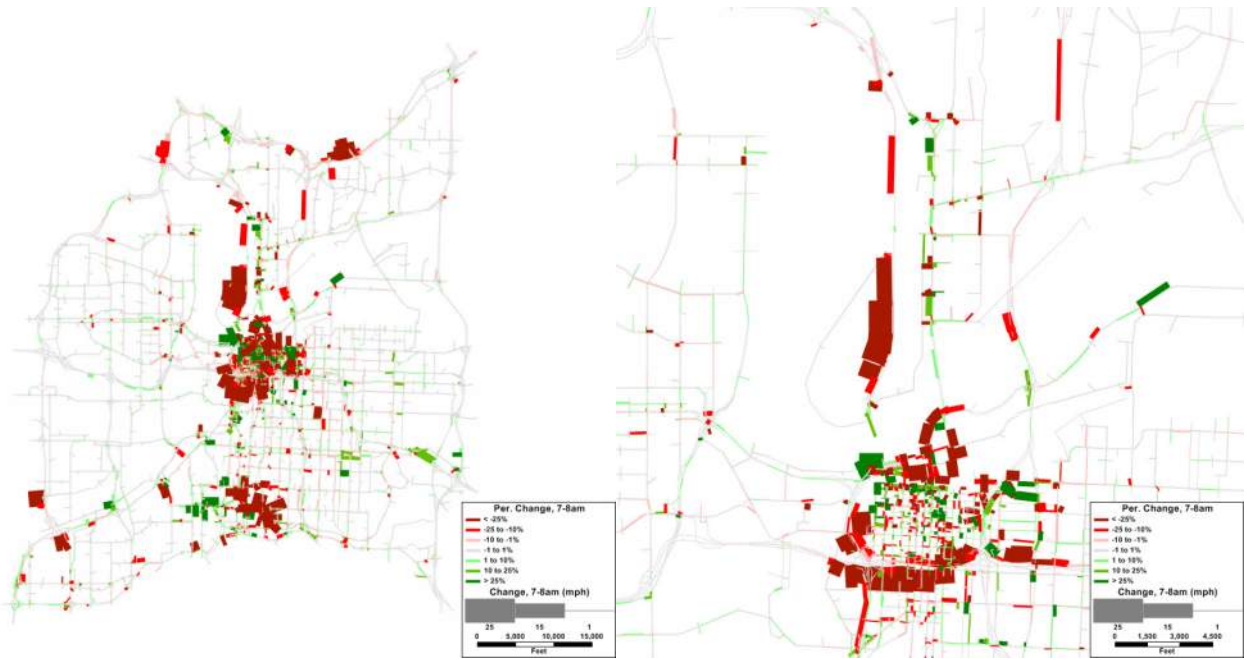 Per. Change, 7-8am
< -25%
-25 to -10%
-10 to -1%
-1 to 1%
1 to 10%
10 to 25%
> 25%
Change, 7-8am (mph)
25 15 1
0 5,000 10,000 15,000
Feet
Per. Change, 7-8am
< -25%
-25 to -10%
-10 to -1%
-1 to 1%
1 to 10%
10 to 25%
> 25%
Change, 7-8am (mph)
25 15 1
0 1,500 3,000 4,500
Feet